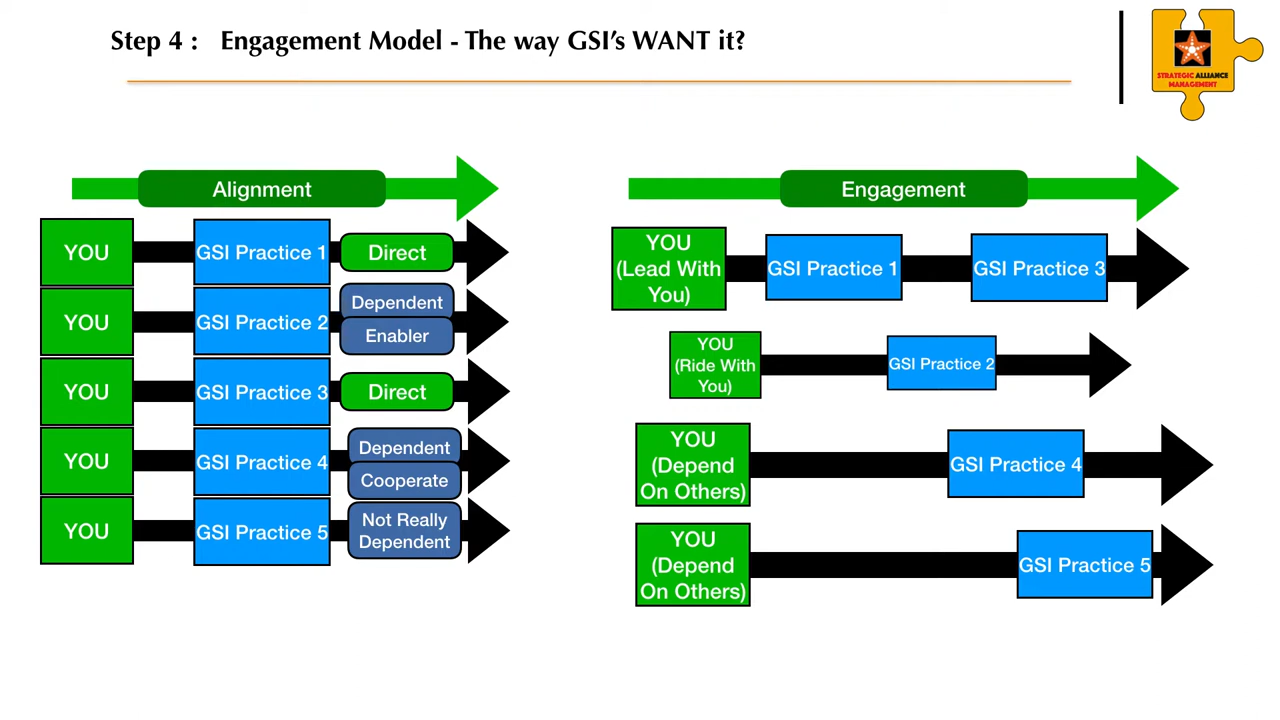 Step 4 :   Engagement Model - The way GSI's WANT it?
STRATEGIC ALLIANCE
MANAGEMENT
Alignment
YOU
GSI Practice 1
Direct
YOU
GSI Practice 2
Dependent
Enabler
YOU
GSI Practice 3
Direct
YOU
GSI Practice 4
Dependent
Cooperate
YOU
GSI Practice 5
Not Really
Dependent
Engagement
YOU
(Lead With
You)
GSI Practice 1
GSI Practice 3
YOU
(Ride With
You)
GSI Practice 2
YOU
(Depend
On Others)
GSI Practice 4
YOU
(Depend
On Others)
GSI Practice 5